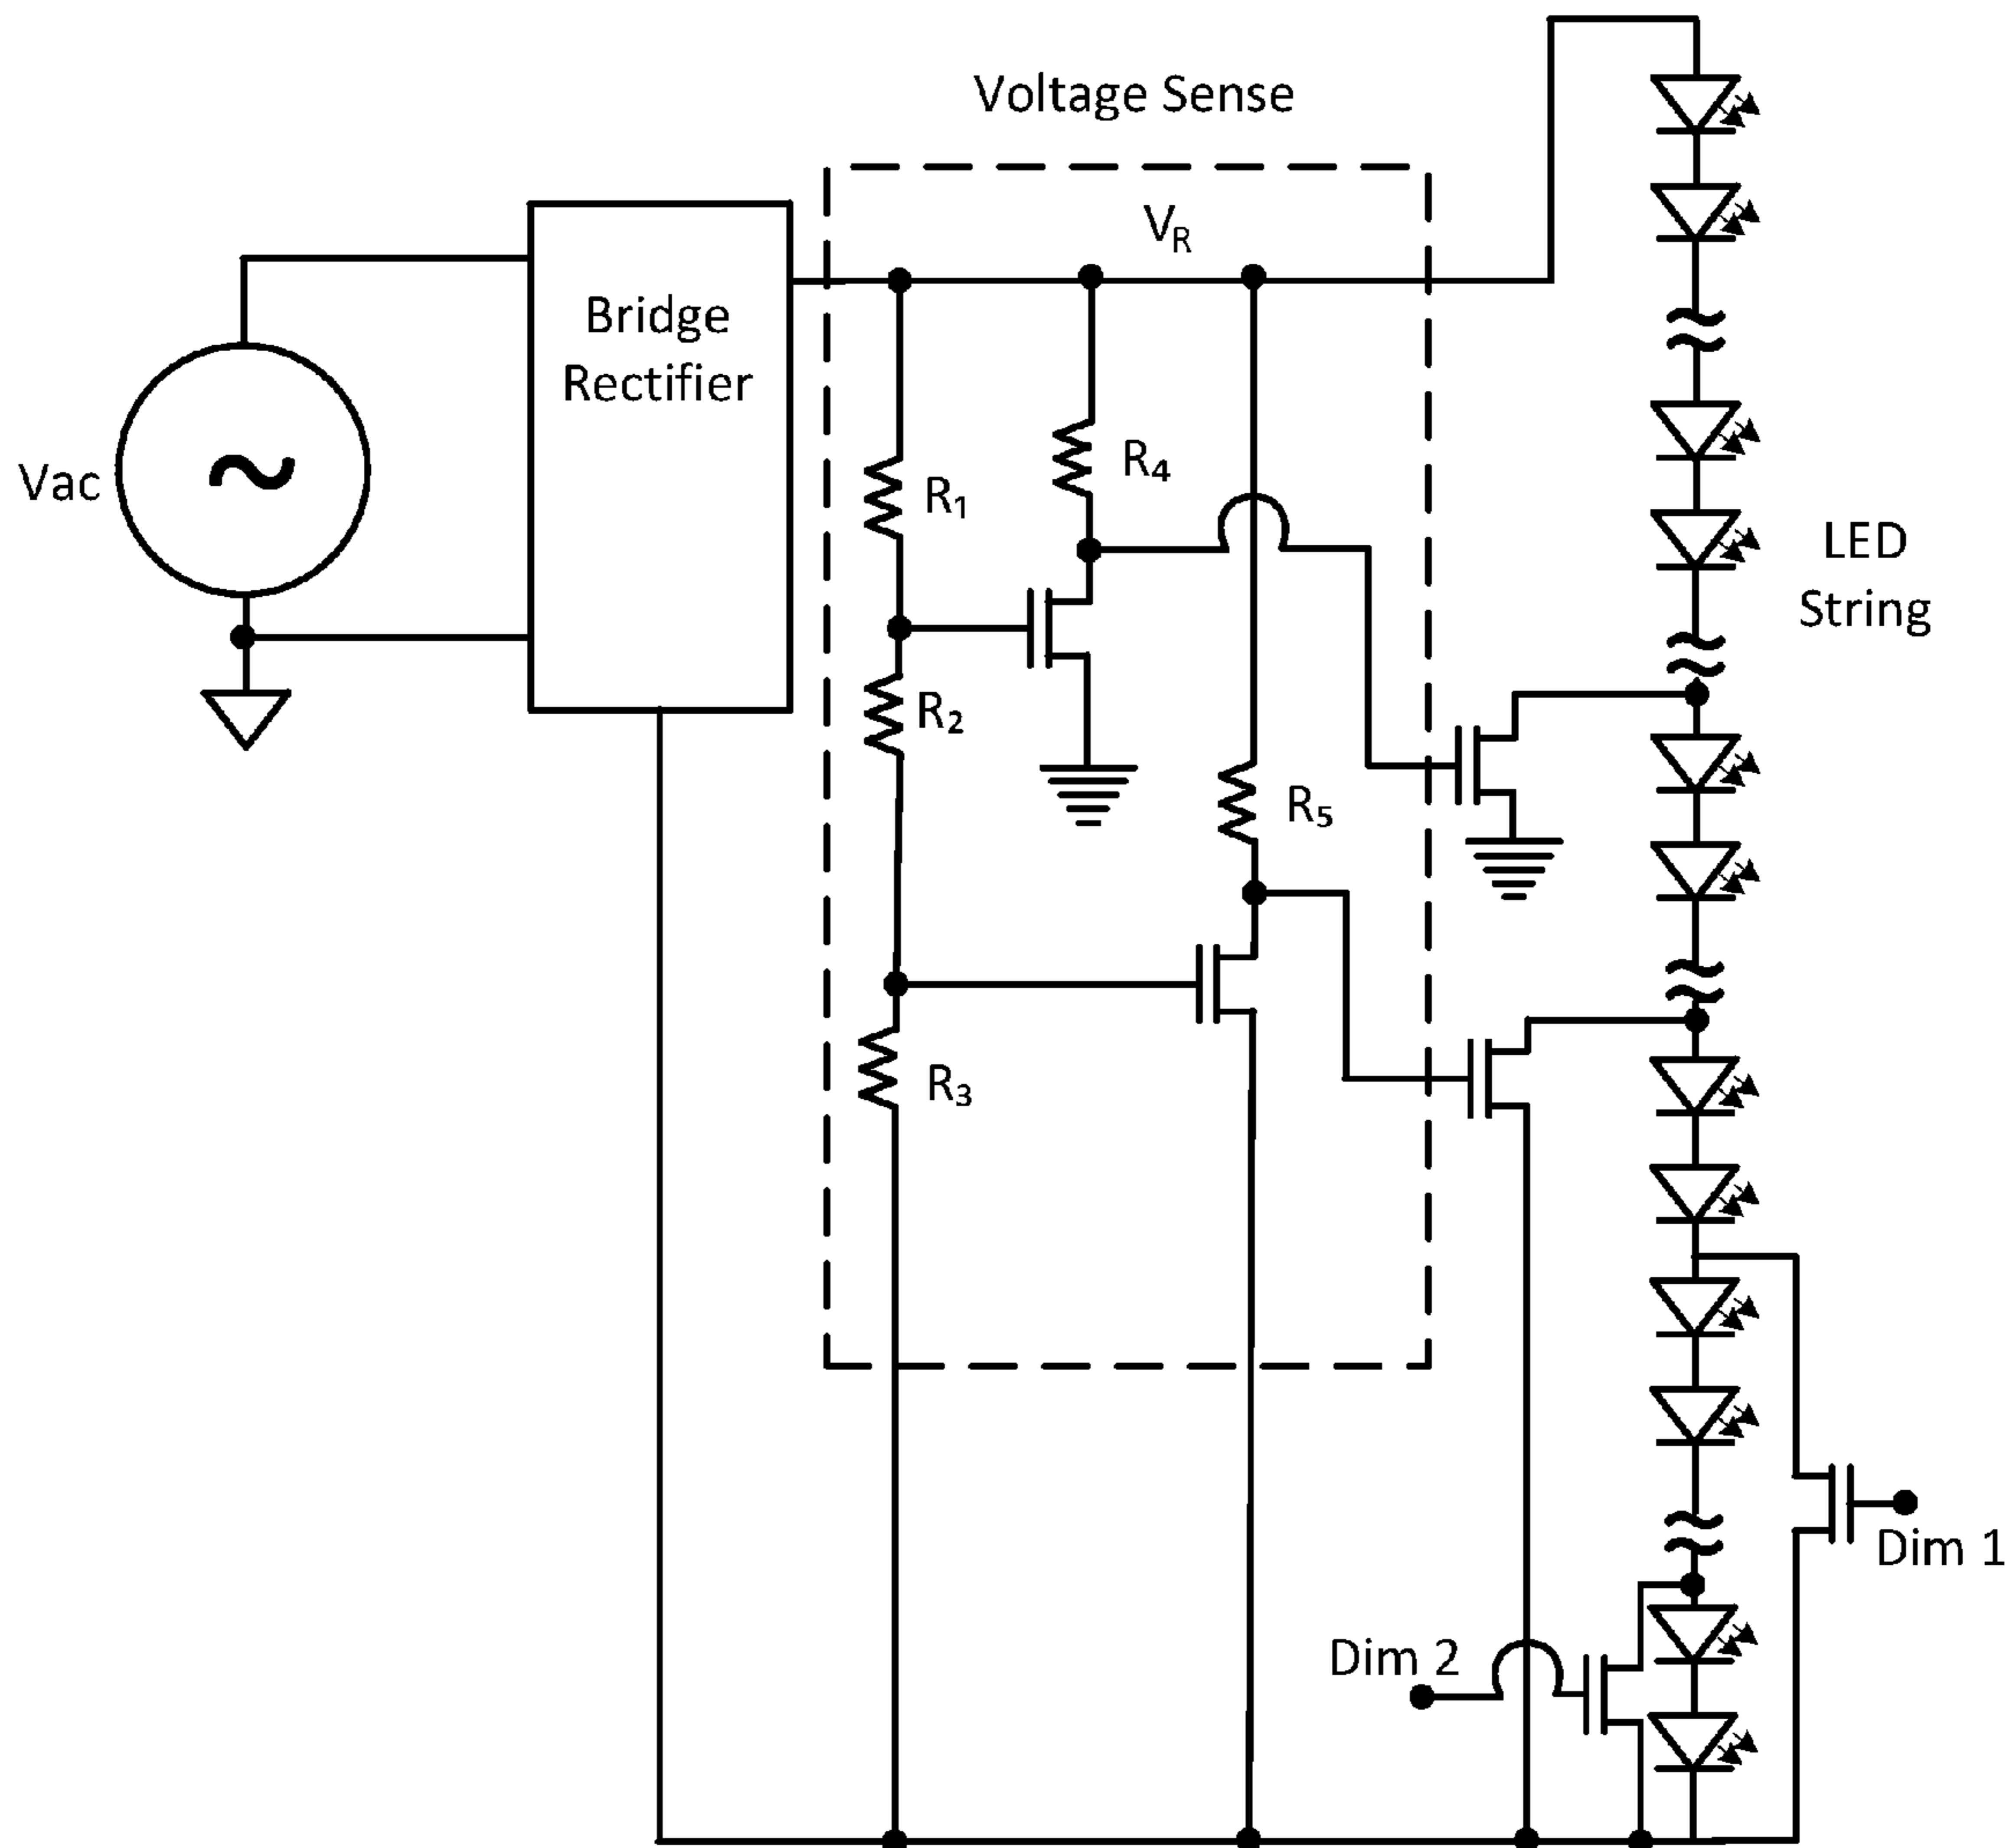 Voltage Sense
V_R
Bridge
Rectifier
Vac
R_1
R_4
LED
String
R_2
R_5
R_3
Dim 1
Dim 2